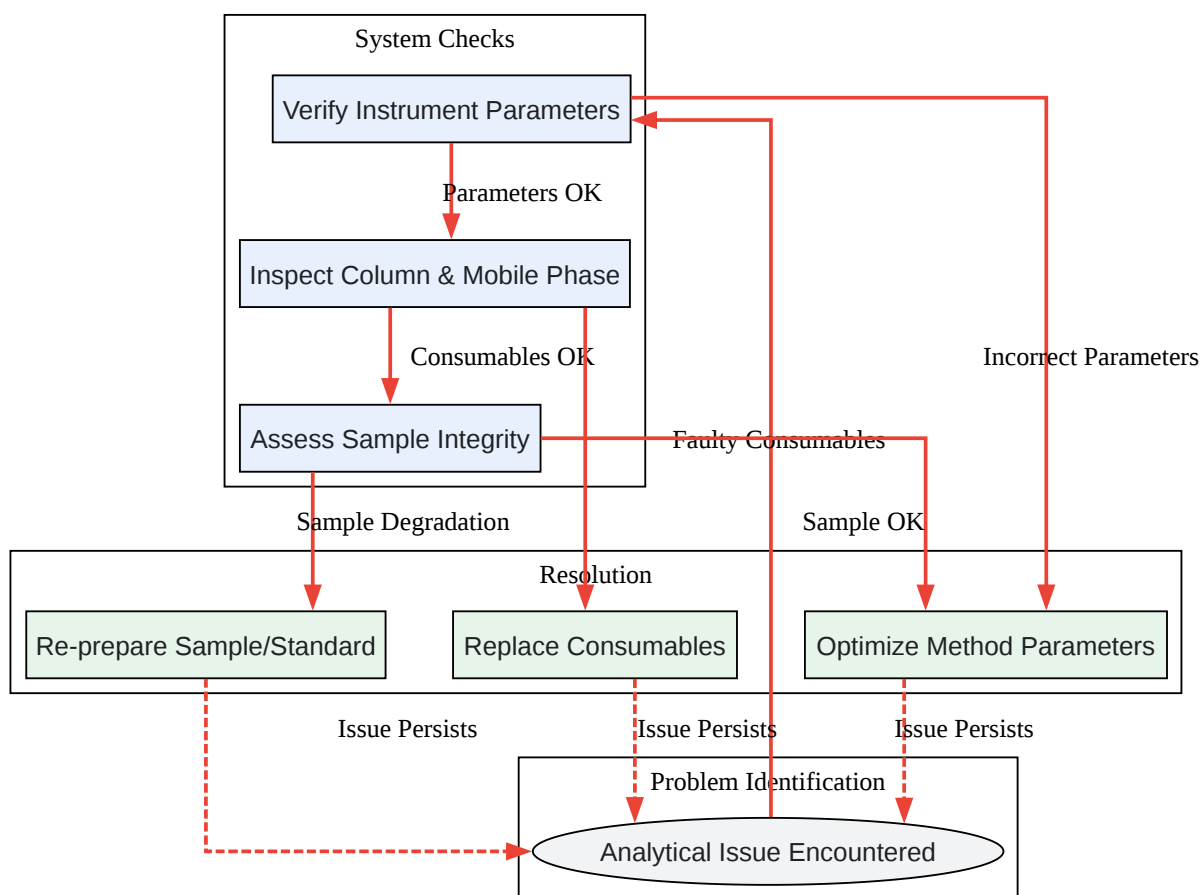 System Checks
Verify Instrument Parameters
Parameters OK
Inspect Column & Mobile Phase
Consumables OK
Incorrect Parameters
Assess Sample Integrity
Faulty Consumables
Sample Degradation
Sample OK
Resolution
Re-prepare Sample/Standard
Replace Consumables
Optimize Method Parameters
Issue Persists
Issue Persists
Issue Persists
Problem Identification
Analytical Issue Encountered